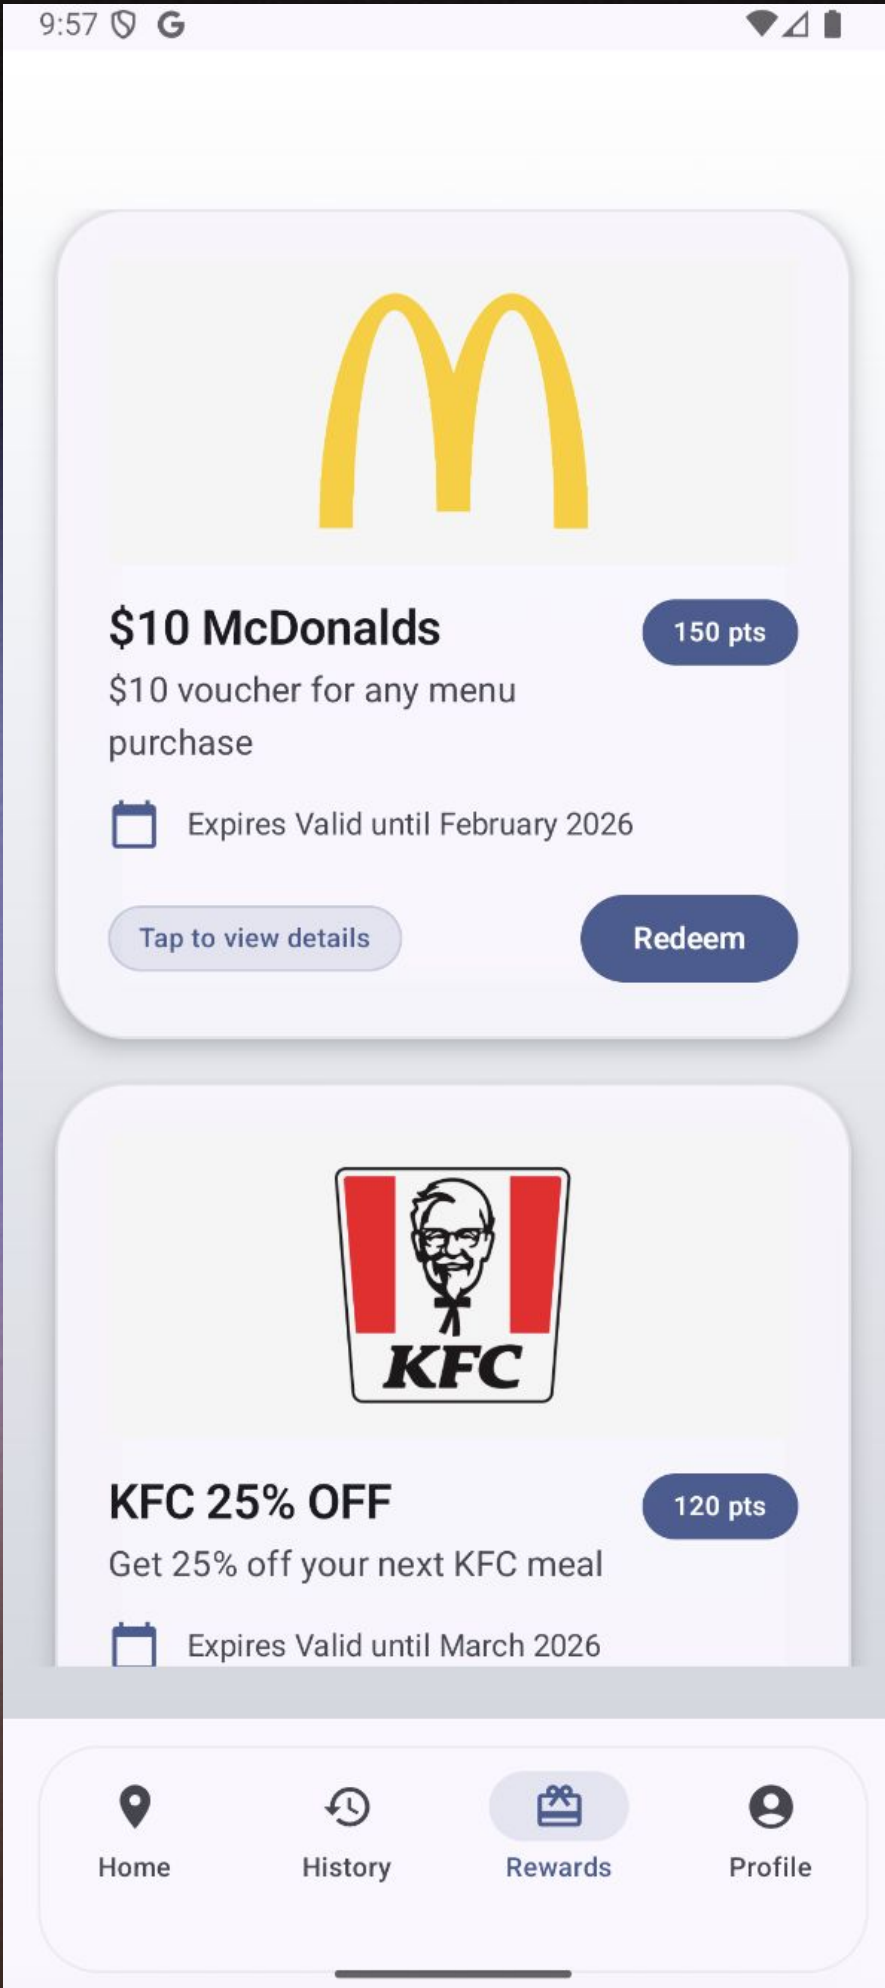 9:57
$10 McDonalds
150 pts
$10 voucher for any menu
purchase
Expires Valid until February 2026
Tap to view details
Redeem
KFC
KFC 25% OFF
120 pts
Get 25% off your next KFC meal
Expires Valid until March 2026
Home
History
Rewards
Profile